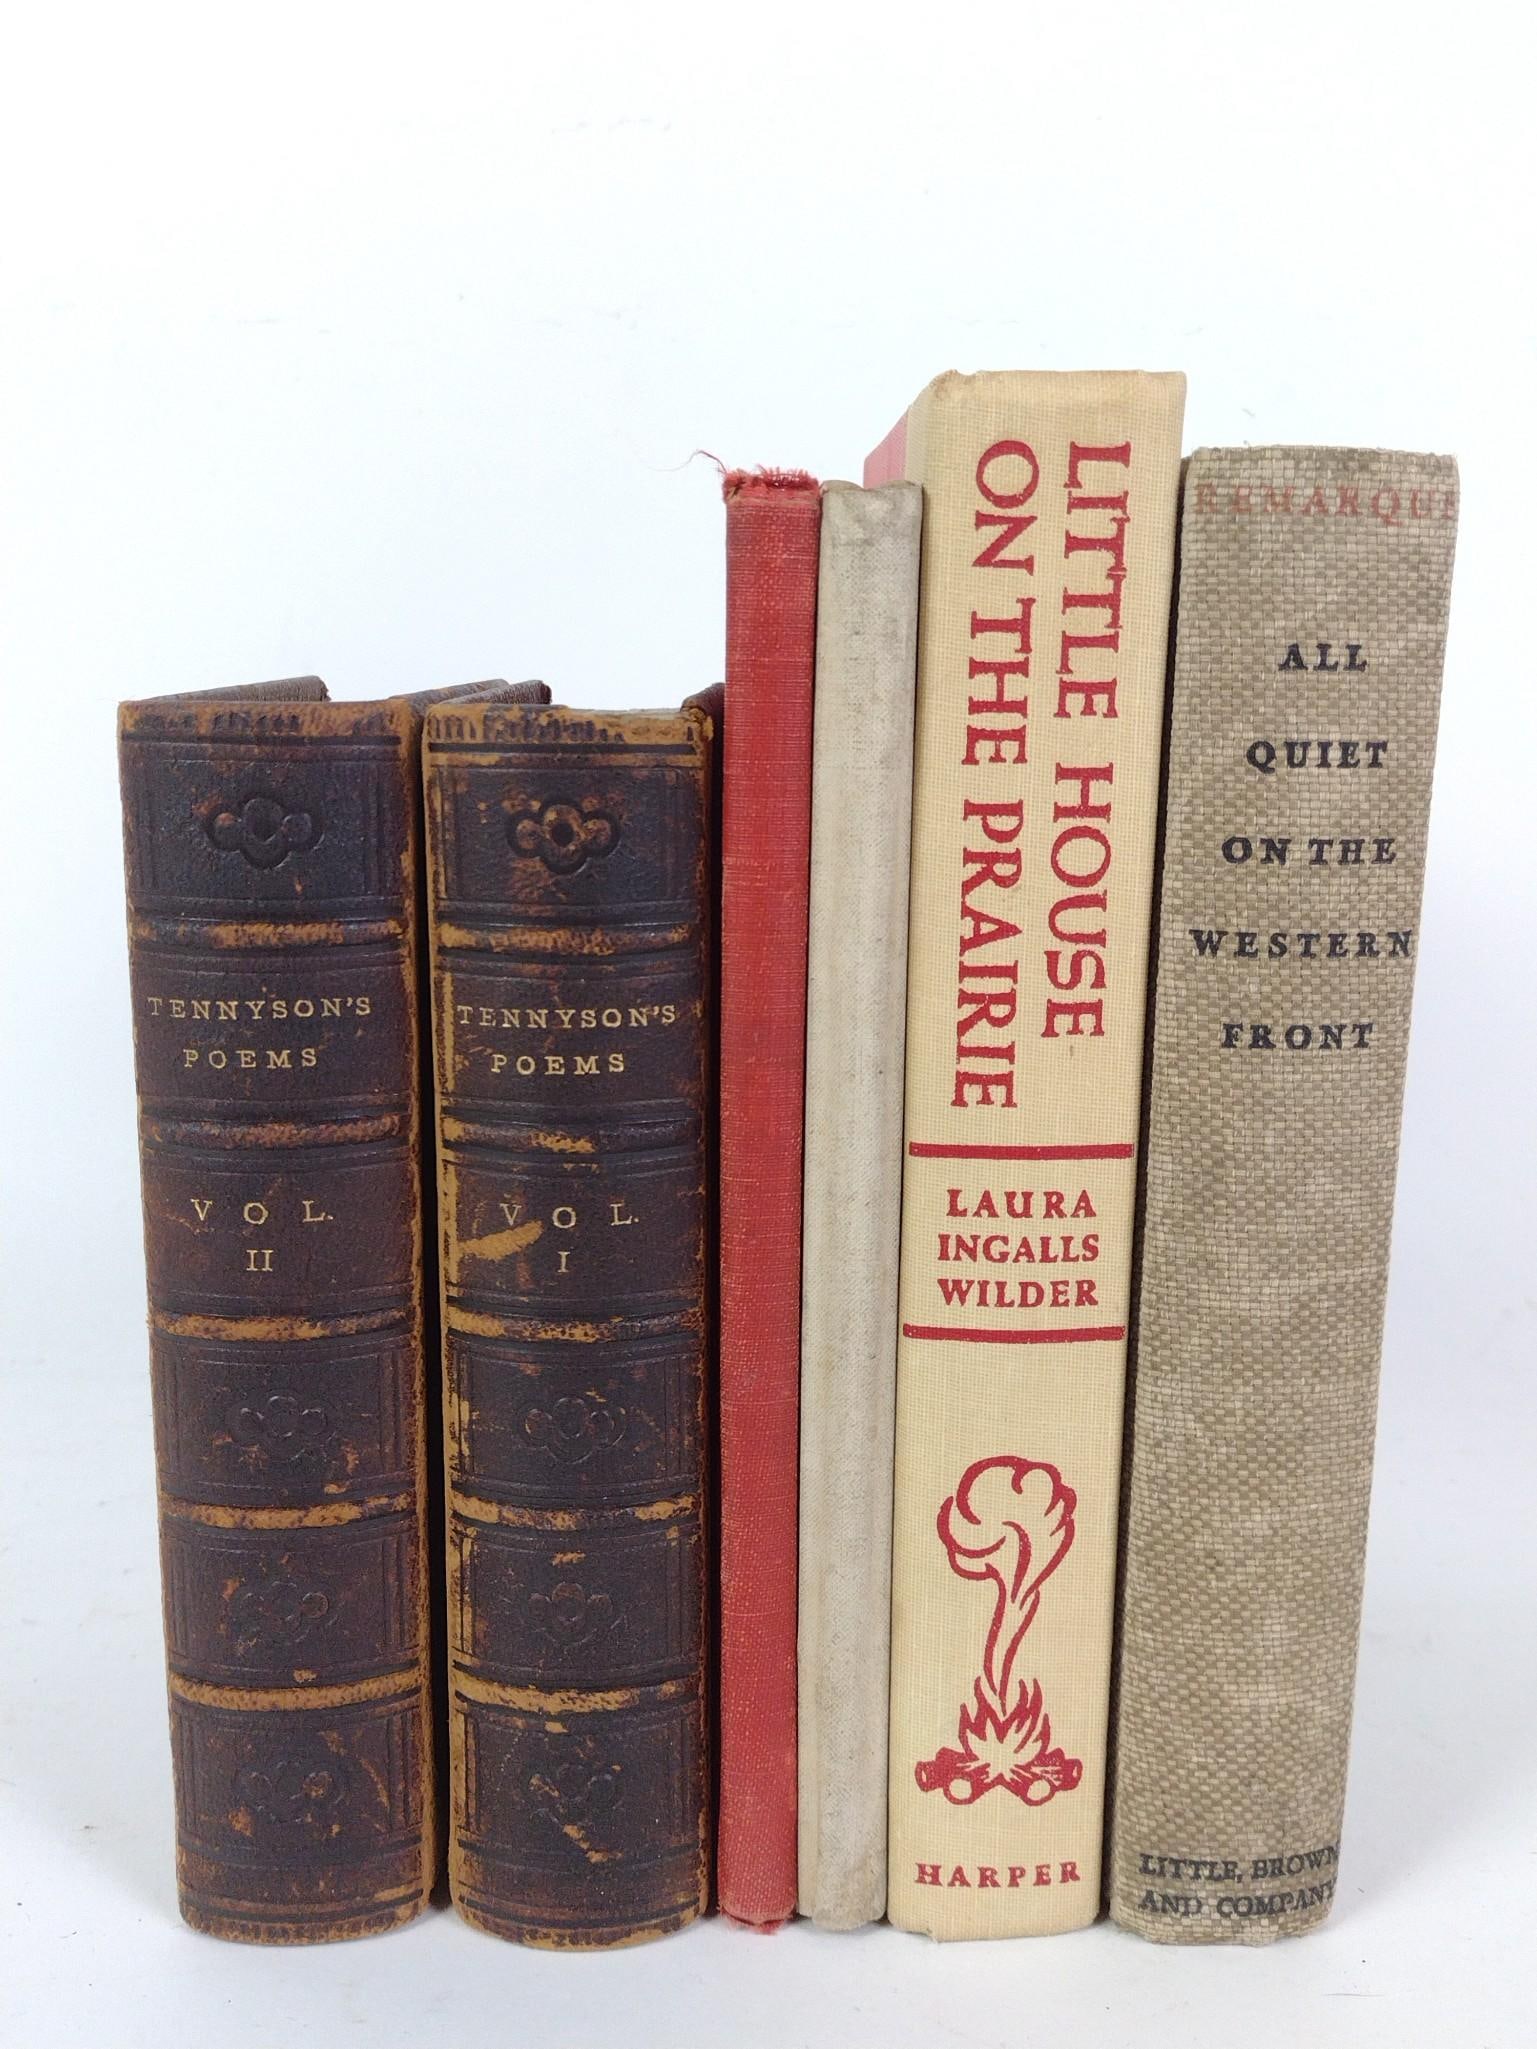 TENNYSON'S
POEMS
VOL.
II
TENNYSON'S
POEMS
VOL.
I
LITTLE HOUSE
ON THE PRAIRIE
LAURA
INGALLS
WILDER
HARPER
REMARQUE
ALL
QUIET
ON THE
WESTERN
FRONT
LITTLE, BROWN
AND COMPANY